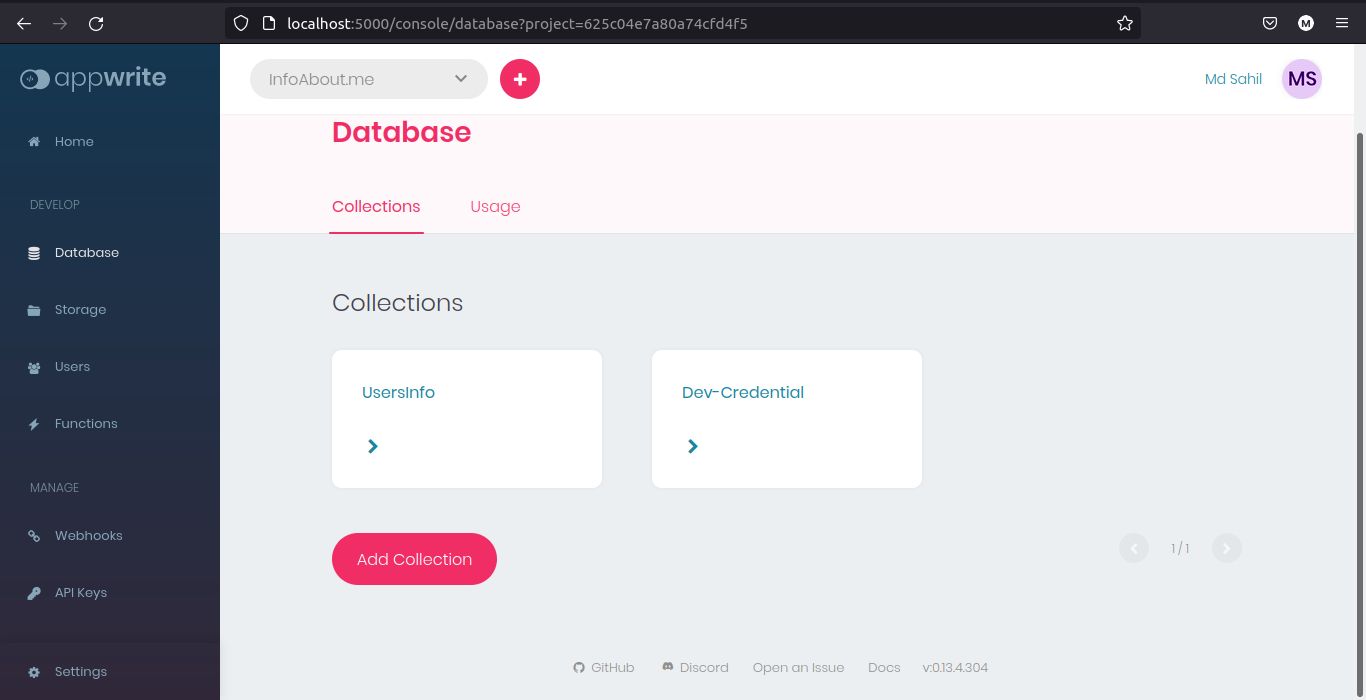 localhost:5000/console/database?project=625c04e7a80a74cfd4f5
M
appwrite
InfoAbout.me
Md Sahil
MS
Home
DEVELOP
Database
Storage
Users
Functions
MANAGE
Webhooks
API Keys
Settings
Database
Collections
Usage
Collections
UsersInfo
Dev-Credential
Add Collection
1 / 1
GitHub
Discord
Open an Issue
Docs
v:0.13.4.304